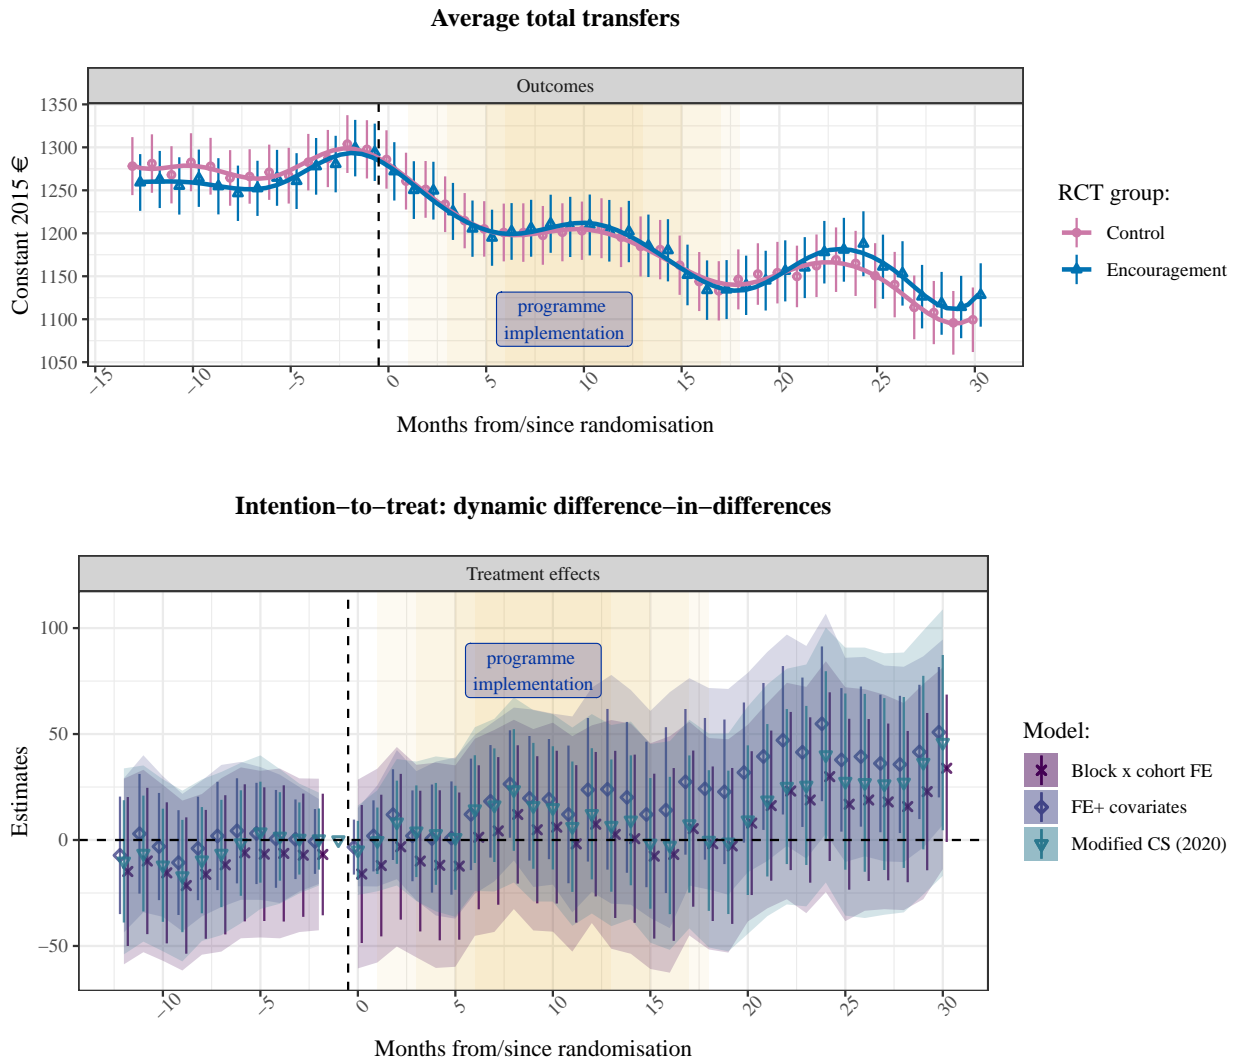 Average total transfers
Outcomes
1350
1300
1250
1200
1150
1100
1050
Constant 2015 €
programme
implementation
−15
−10
−5
0
5
10
15
20
25
30
Months from/since randomisation
RCT group:
Control
Encouragement
Intention−to−treat: dynamic difference−in−differences
Treatment effects
100
50
0
−50
Estimates
programme
implementation
−10
−5
0
5
10
15
20
25
30
Months from/since randomisation
Model:
Block x cohort FE
FE+ covariates
Modified CS (2020)